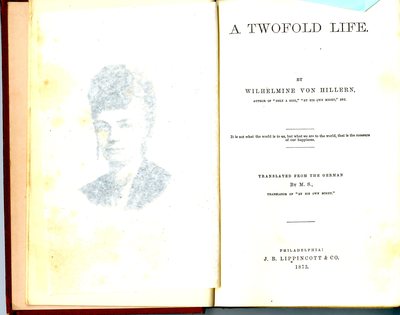 A TWOFOLD LIFE.
BY
WILHELMINE VON HILLERN,
AUTHOR OF "ONLY A GIRL," "BY HIS OWN MIGHT," ETC.
It is not what the world is to us, but what we are to the world, that is the measure
of our happiness.
TRANSLATED FROM THE GERMAN
BY M. S.,
TRANSLATOR OF "BY HIS OWN MIGHT."
PHILADELPHIA:
J. B. LIPPINCOTT & CO.
1873.